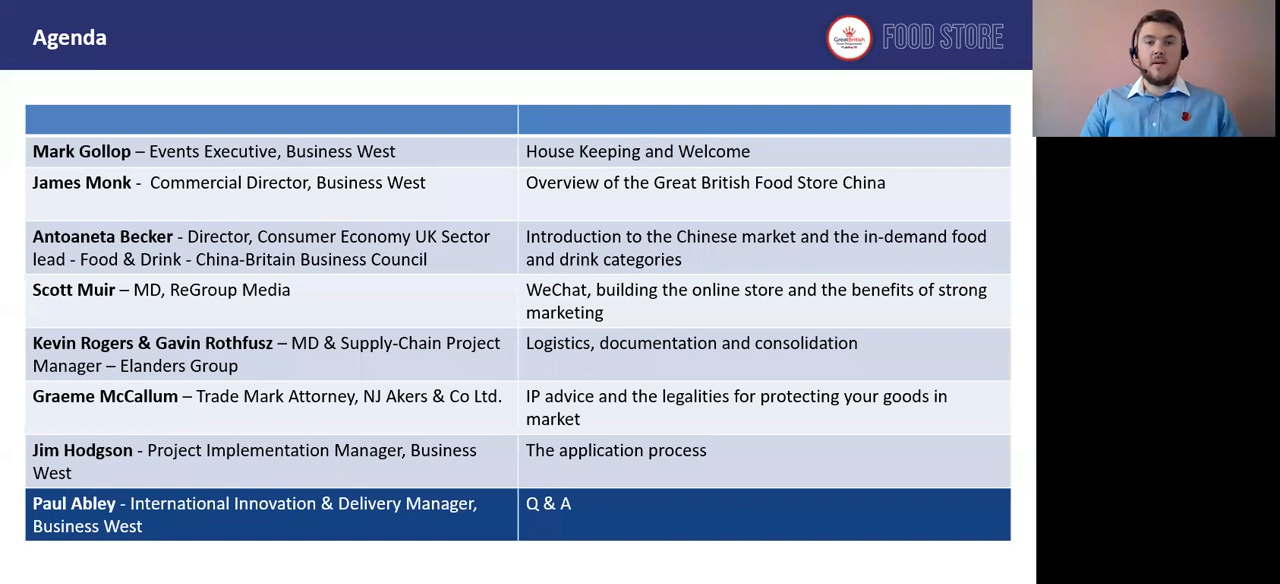 Agenda
GreatBritish
FOOD STORE
Mark Gollop – Events Executive, Business West
House Keeping and Welcome
James Monk - Commercial Director, Business West
Overview of the Great British Food Store China
Antoaneta Becker - Director, Consumer Economy UK Sector
lead - Food & Drink - China-Britain Business Council
Introduction to the Chinese market and the in-demand food
and drink categories
Scott Muir – MD, ReGroup Media
WeChat, building the online store and the benefits of strong
marketing
Kevin Rogers & Gavin Rothfusz – MD & Supply-Chain Project
Manager – Elanders Group
Logistics, documentation and consolidation
Graeme McCallum – Trade Mark Attorney, NJ Akers & Co Ltd.
IP advice and the legalities for protecting your goods in
market
Jim Hodgson - Project Implementation Manager, Business
West
The application process
Paul Abley - International Innovation & Delivery Manager,
Business West
Q & A